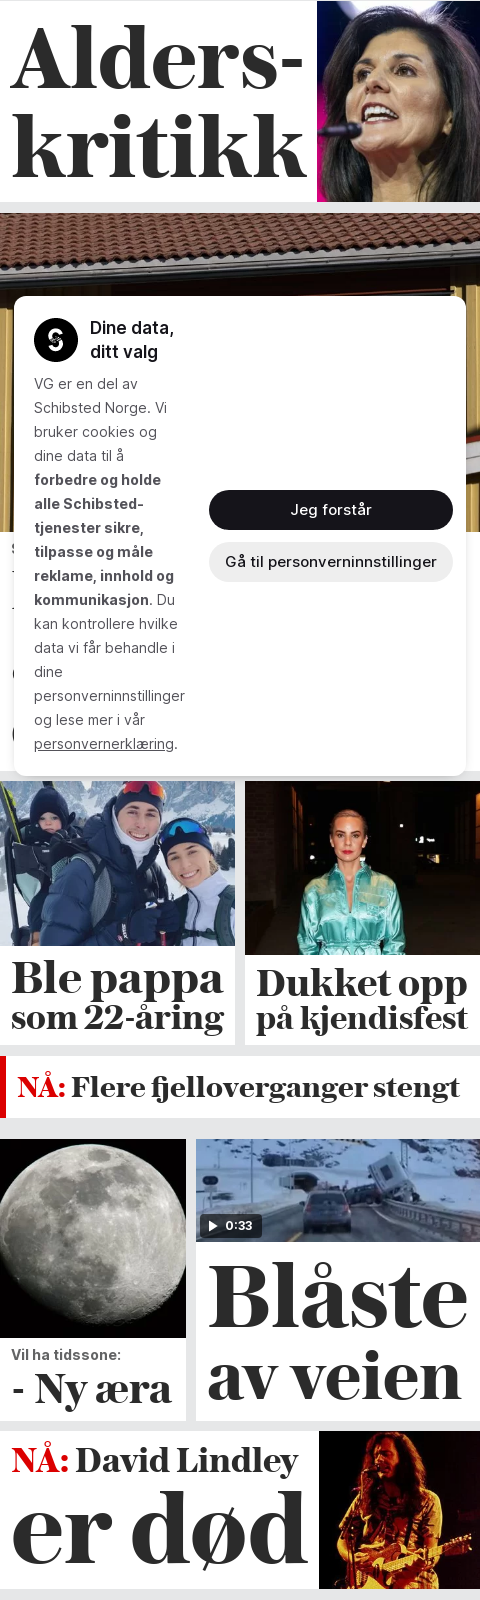 Alders-
kritikk
Dine data,
ditt valg
VG er en del av
Schibsted Norge. Vi
bruker cookies og
dine data til å
forbedre og holde
alle Schibsted-
tjenester sikre,
tilpasse og måle
reklame, innhold og
kommunikasjon. Du
kan kontrollere hvilke
data vi får behandle i
dine
personverninnstillinger
og lese mer i vår
personvernerklæring.
Jeg forstår
Gå til personverninnstillinger
Ble pappa
som 22-åring
Dukket opp
på kjendisfest
NÅ: Flere fjelloverganger stengt
Vil ha tidssone:
- Ny æra
0:33
Blåste
av veien
NÅ: David Lindley
er død